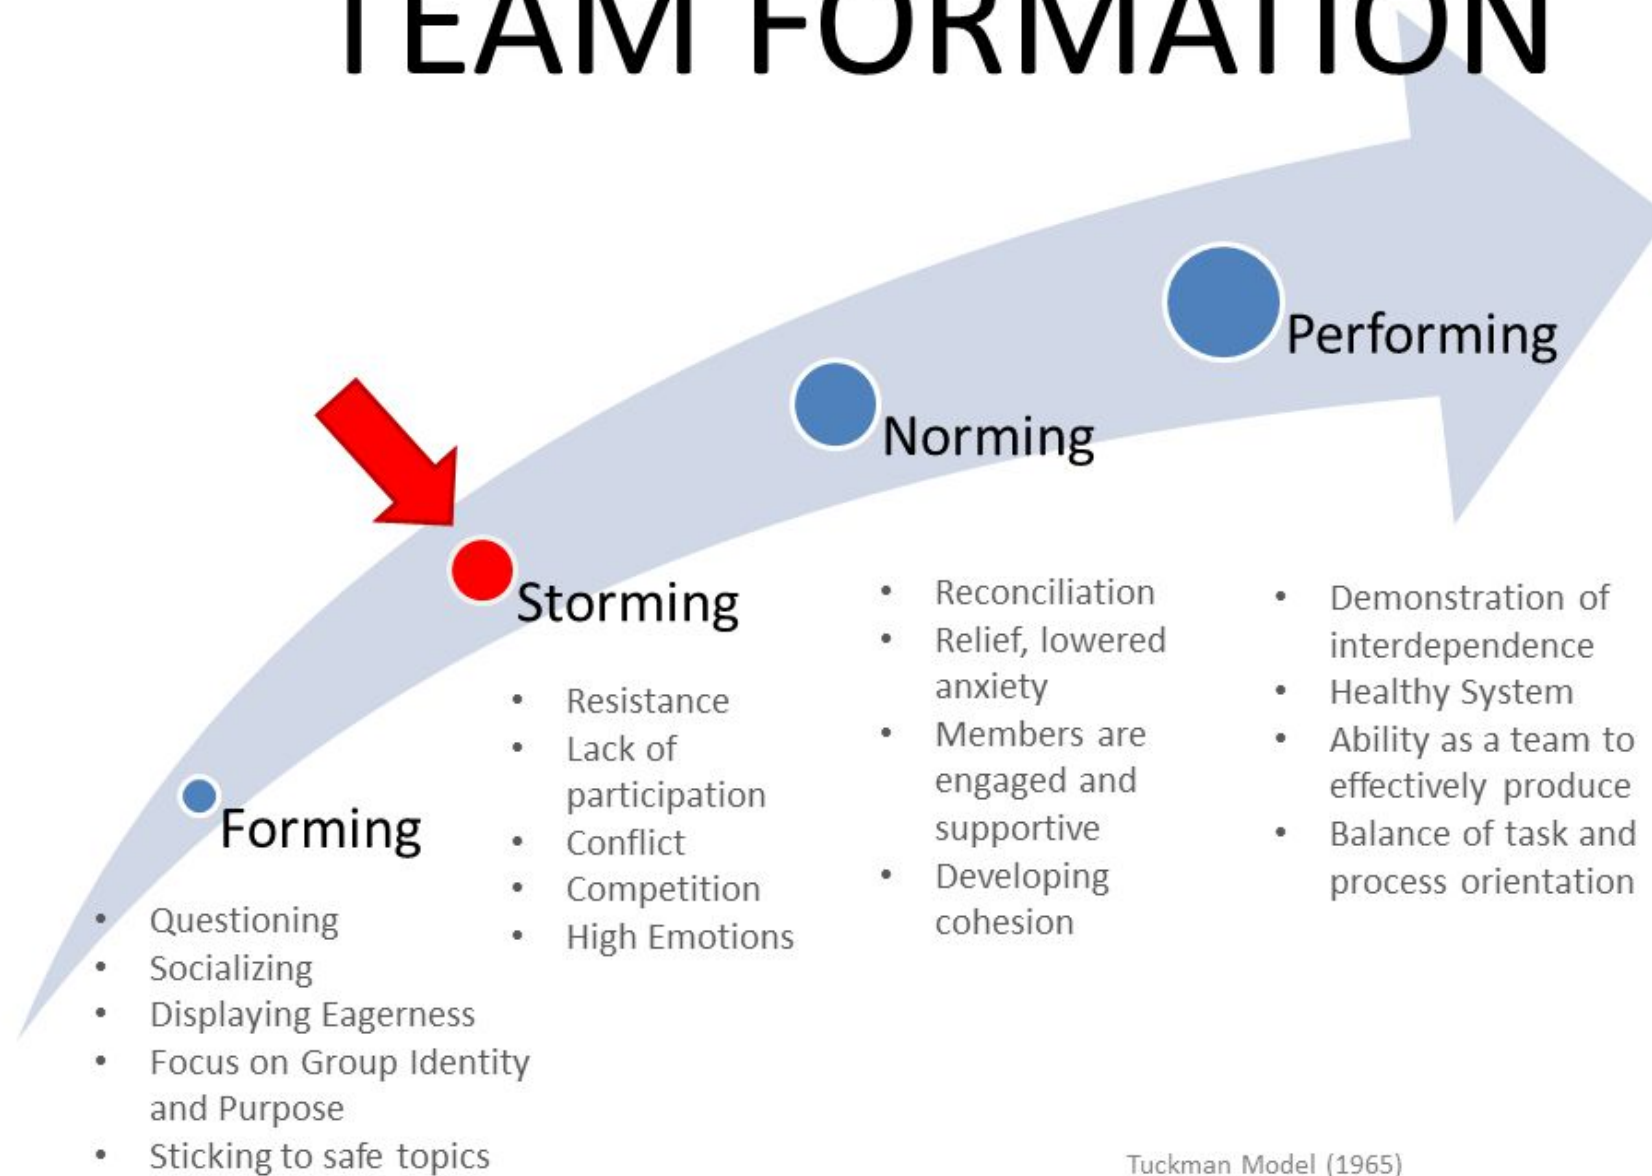 TEAM FORMATION
Performing
Norming
Storming
Forming
• Questioning
• Socializing
• Displaying Eagerness
• Focus on Group Identity
and Purpose
• Sticking to safe topics
• Resistance
• Lack of
participation
• Conflict
• Competition
• High Emotions
• Reconciliation
• Relief, lowered
anxiety
• Members are
engaged and
supportive
• Developing
cohesion
• Demonstration of
interdependence
• Healthy System
• Ability as a team to
effectively produce
• Balance of task and
process orientation
Tuckman Model (1965)